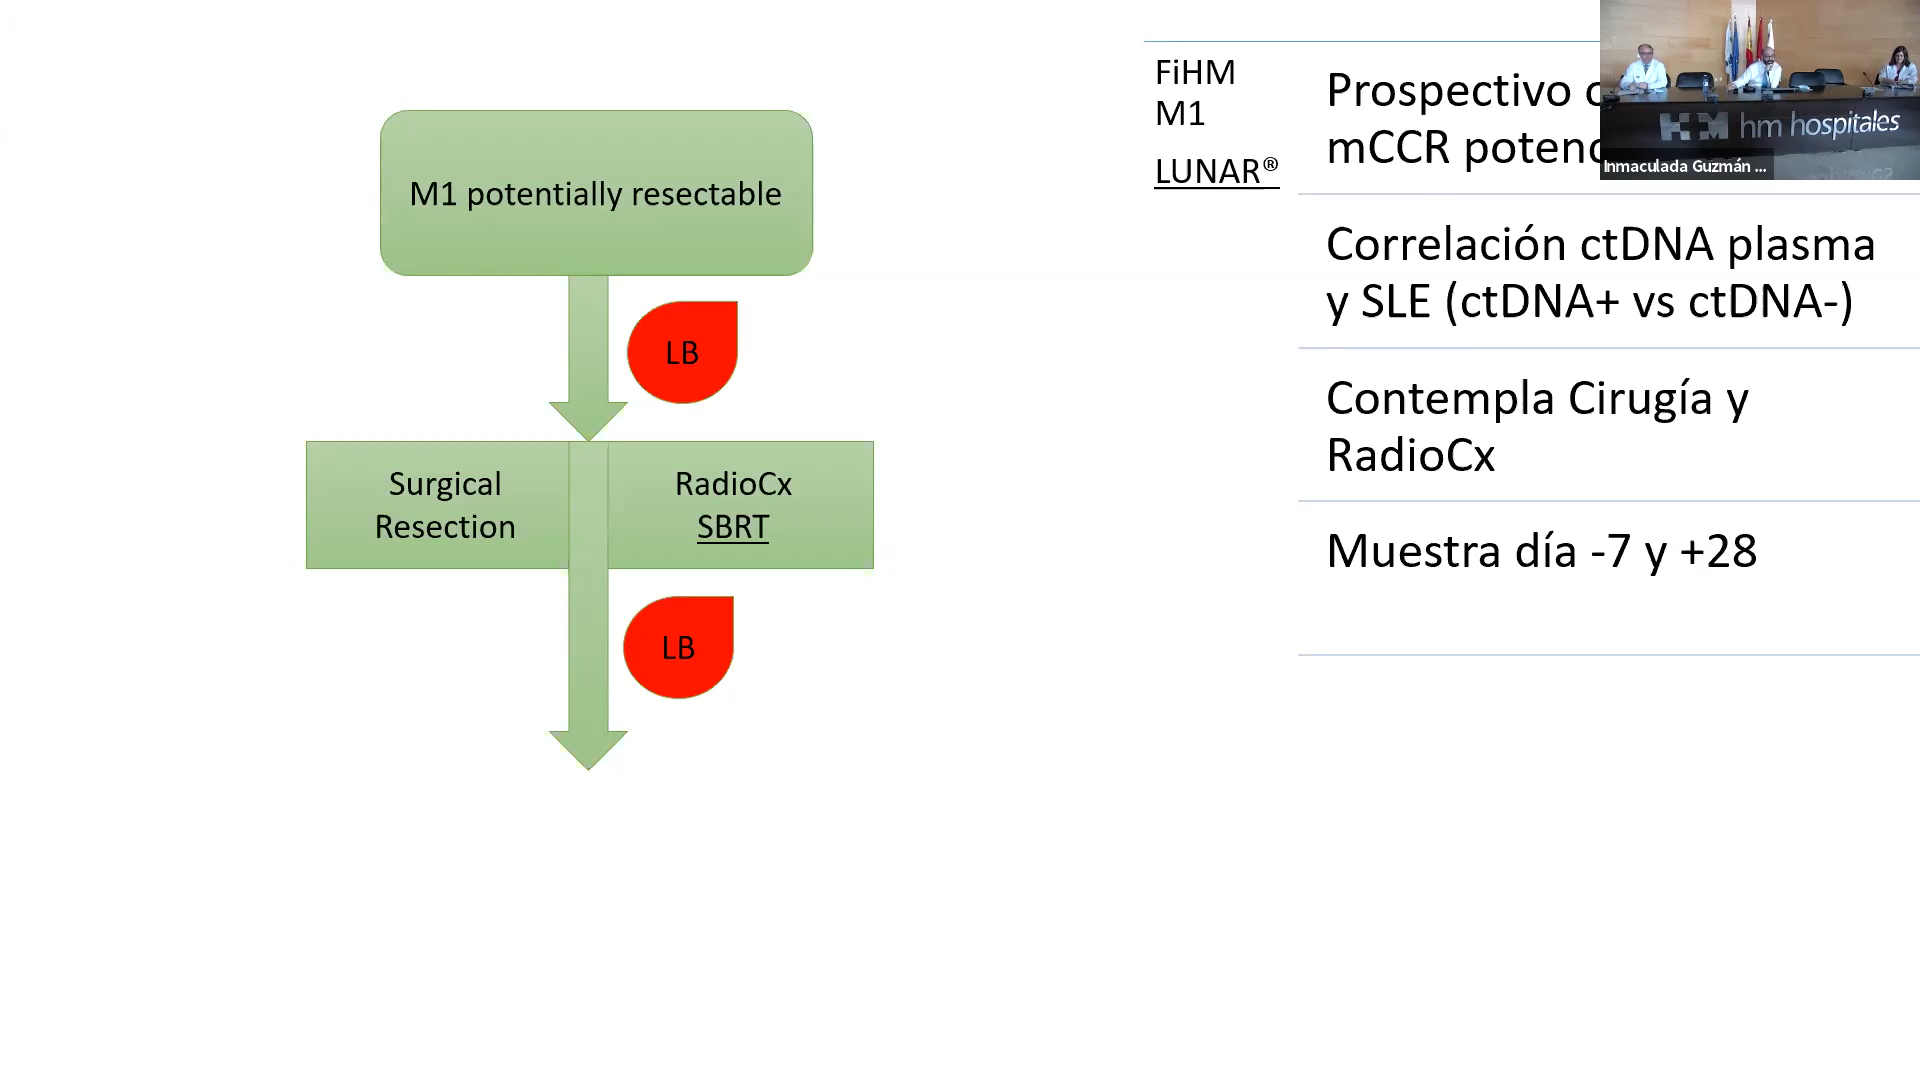 M1 potentially resectable
LB
Surgical
Resection
RadioCx
SBRT
LB
FiHM
M1
LUNAR®
Prospectivo
mCCR
Correlación ctDNA plasma
y SLE (ctDNA+ vs ctDNA-)
Contempla Cirugía y
RadioCx
Muestra día -7 y +28
hm hospitales
Inmaculada Guzmán ...